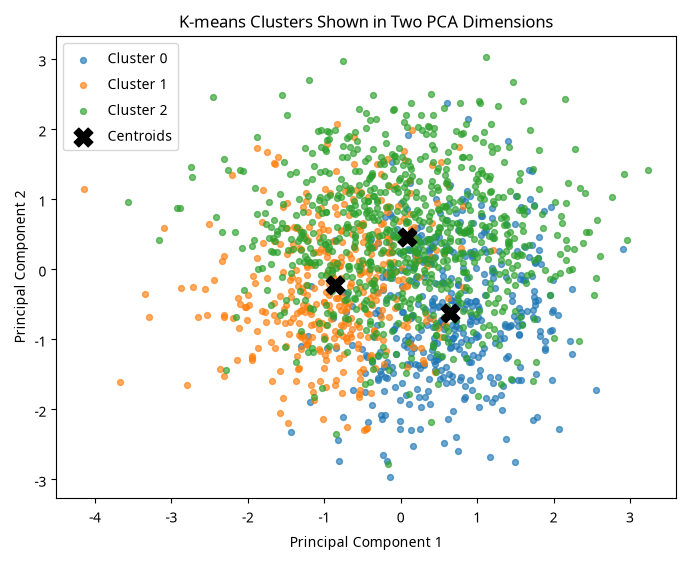 K-means Clusters Shown in Two PCA Dimensions
Cluster 0
Cluster 1
Cluster 2
Centroids
3
2
1
0
-1
-2
-3
Principal Component 2
-4 -3 -2 -1 0 1 2 3
Principal Component 1